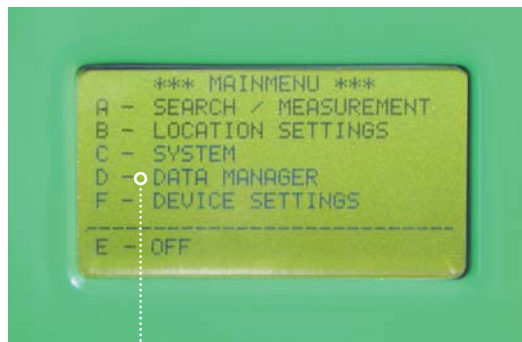 *** MAINMENU ***
A - SEARCH / MEASUREMENT
B - LOCATION SETTINGS
C - SYSTEM
D - DATA MANAGER
F - DEVICE SETTINGS
E - OFF